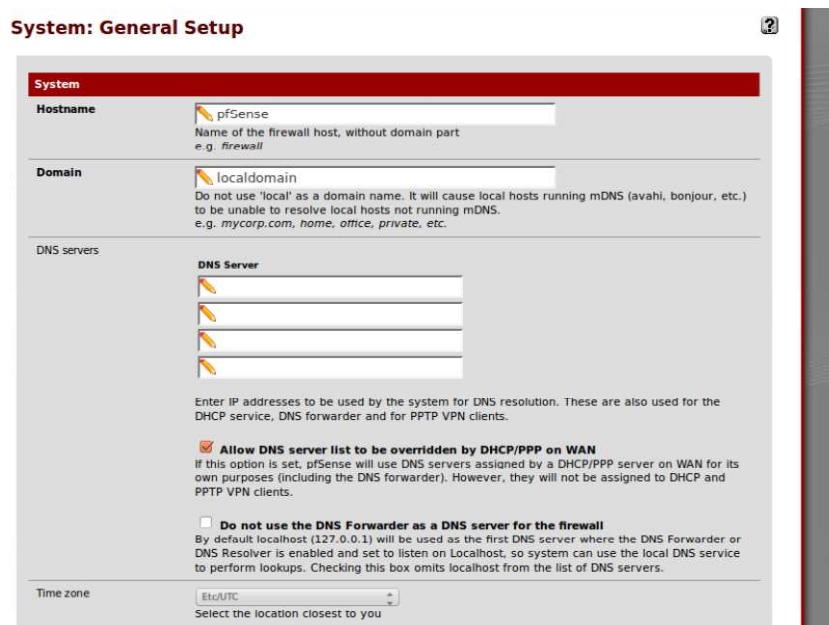 System: General Setup
?
System
Hostname
pfSense
Name of the firewall host, without domain part
e.g. firewall
Domain
localdomain
Do not use 'local' as a domain name. It will cause local hosts running mDNS (avahi, bonjour, etc.)
to be unable to resolve local hosts not running mDNS.
e.g. mycorp.com, home, office, private, etc.
DNS servers
DNS Server
Enter IP addresses to be used by the system for DNS resolution. These are also used for the
DHCP service, DNS forwarder and for PPTP VPN clients.
Allow DNS server list to be overridden by DHCP/PPP on WAN
If this option is set, pfSense will use DNS servers assigned by a DHCP/PPP server on WAN for its
own purposes (including the DNS forwarder). However, they will not be assigned to DHCP and
PPTP VPN clients.
Do not use the DNS Forwarder as a DNS server for the firewall
By default localhost (127.0.0.1) will be used as the first DNS server where the DNS Forwarder or
DNS Resolver is enabled and set to listen on Localhost, so system can use the local DNS service
to perform lookups. Checking this box omits localhost from the list of DNS servers.
Time zone
Etc/UTC
Select the location closest to you